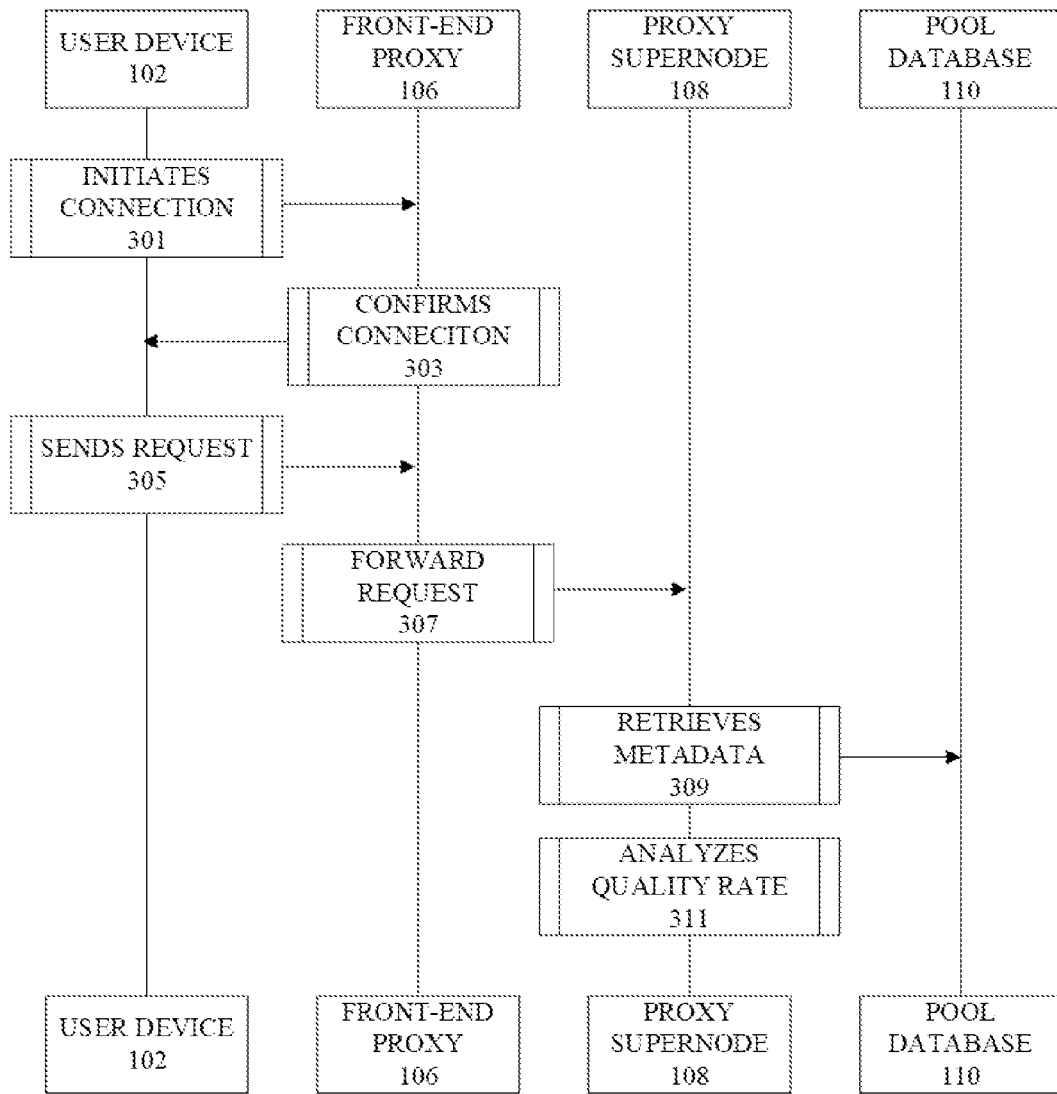 USER DEVICE
102
FRONT-END
PROXY
106
PROXY
SUPERNODE
108
POOL
DATABASE
110
INITIATES
CONNECTION
301
CONFIRMS
CONNECITON
303
SENDS REQUEST
305
FORWARD
REQUEST
307
RETRIEVES
METADATA
309
ANALYZES
QUALITY RATE
311
USER DEVICE
102
FRONT-END
PROXY
106
PROXY
SUPERNODE
108
POOL
DATABASE
110